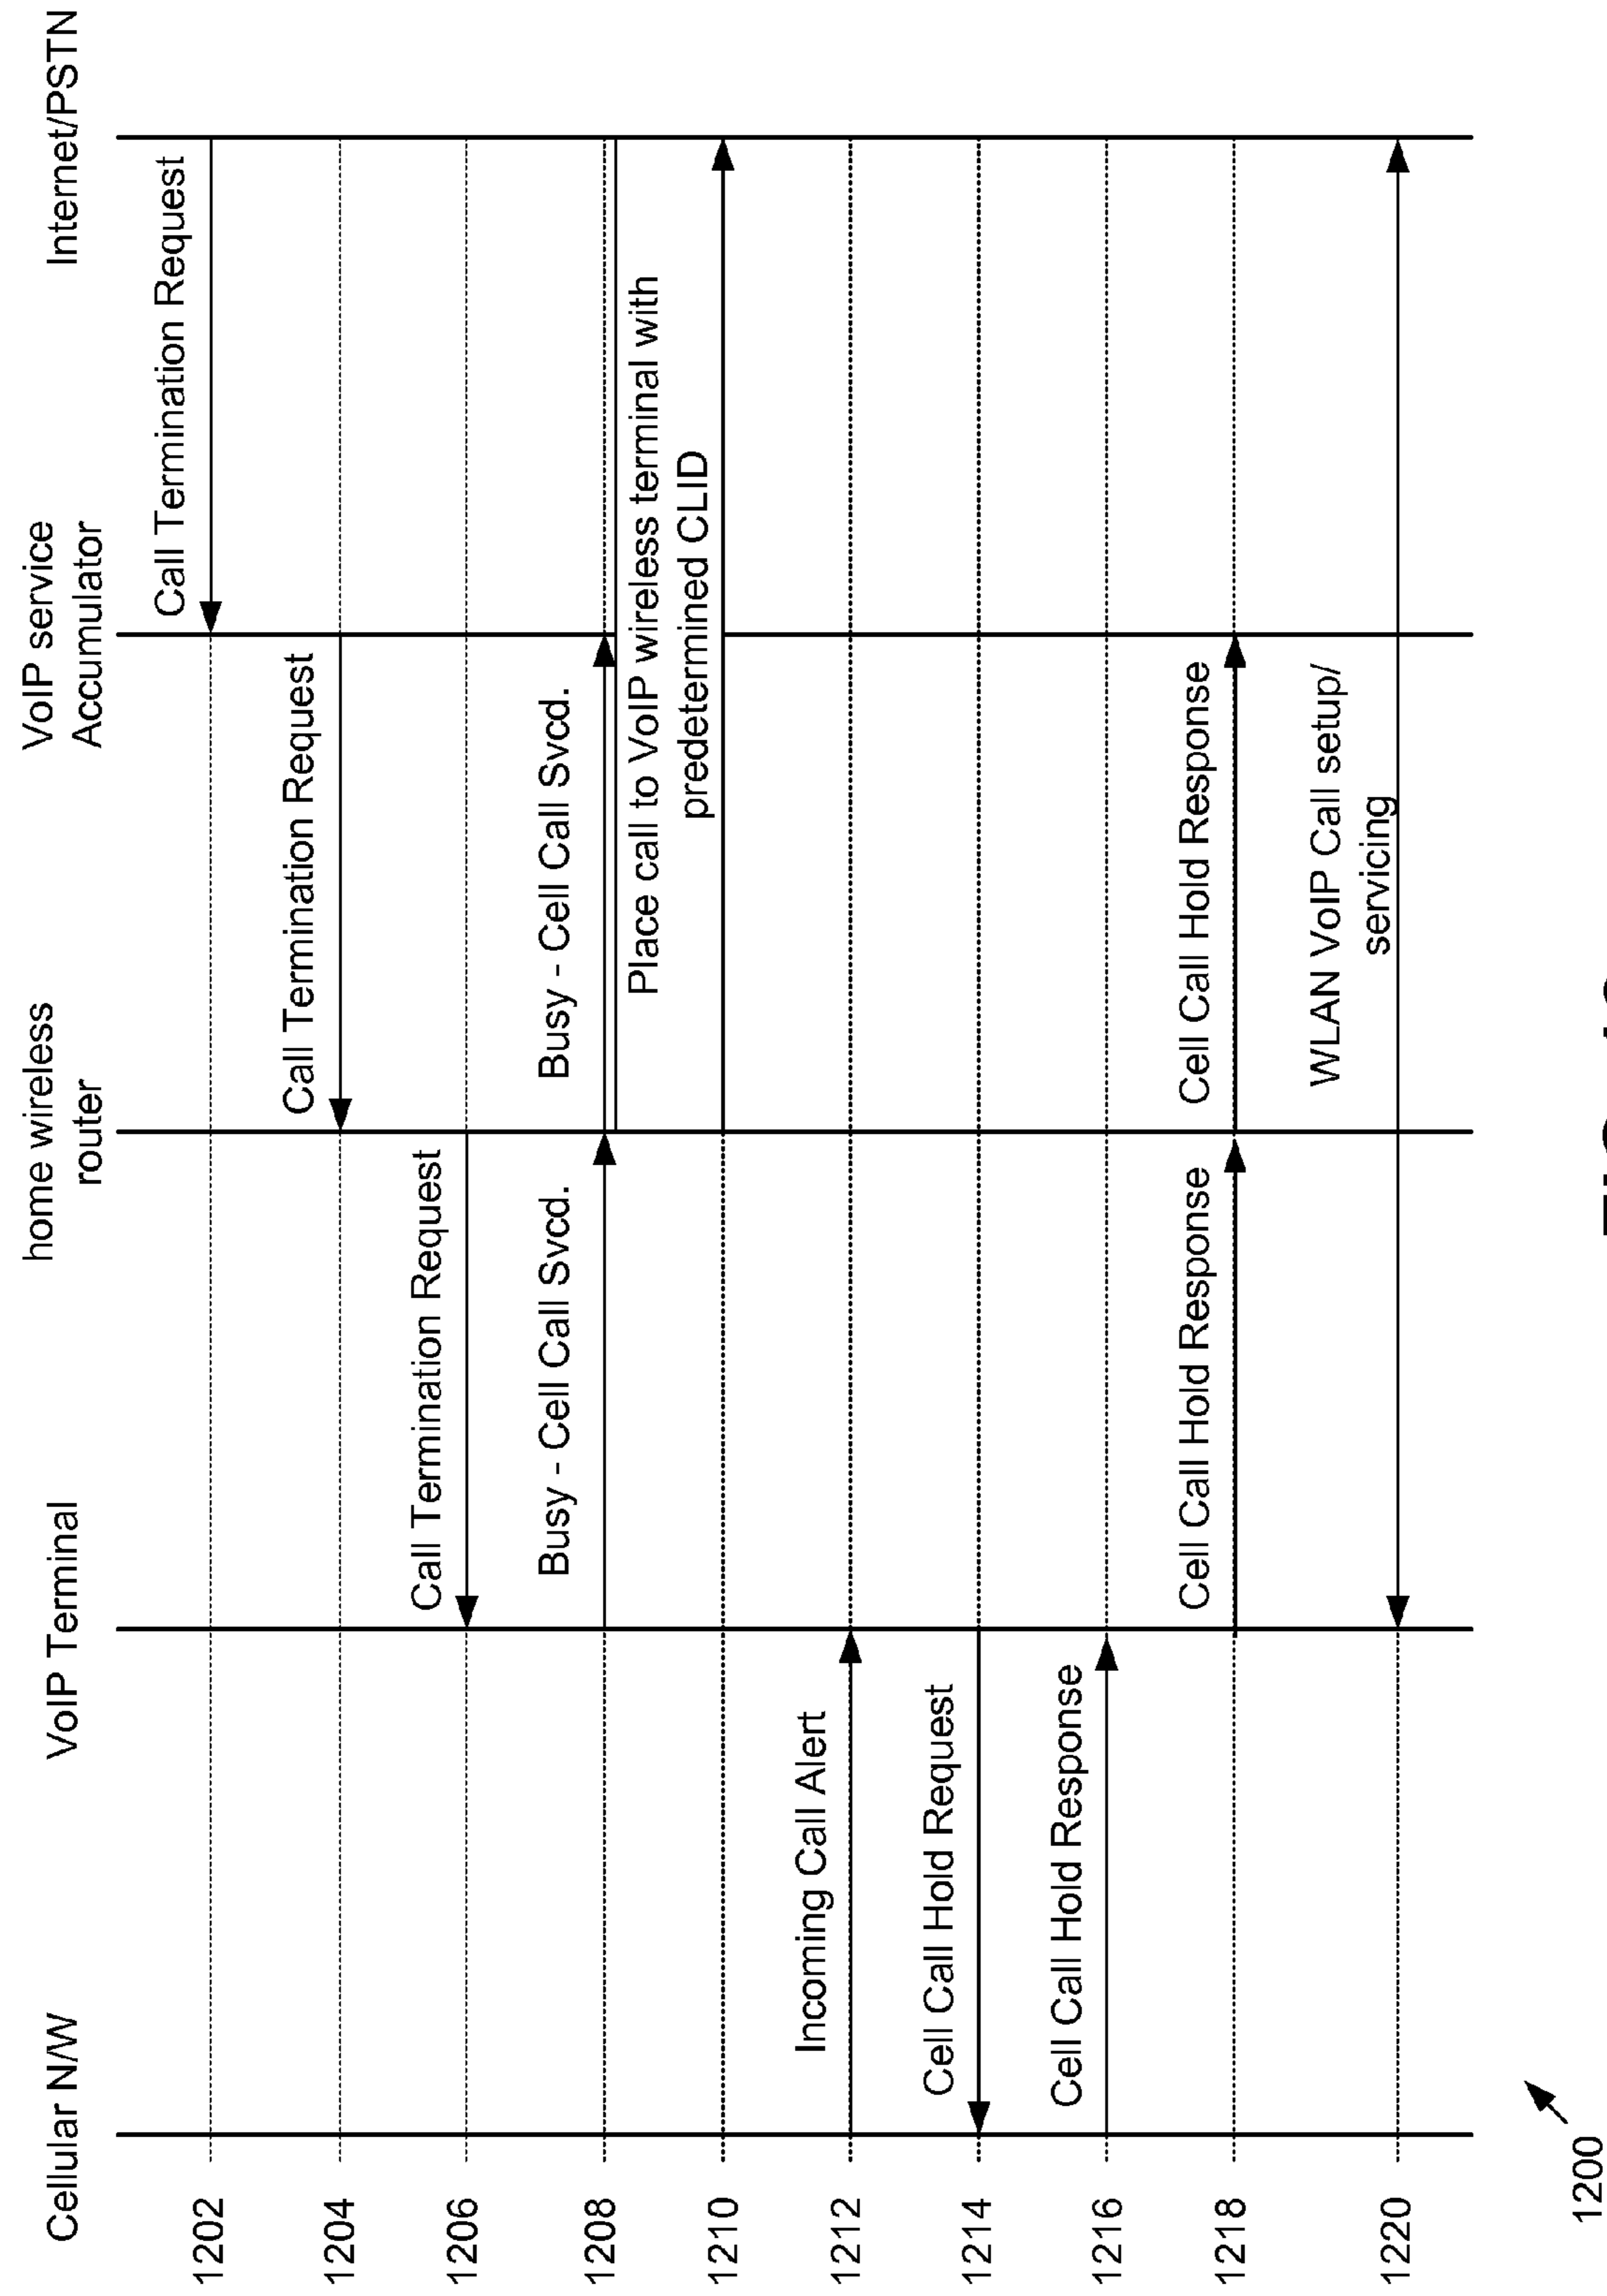 Cellular N/W
VoIP Terminal
home wireless
router
VoIP service
Accumulator
Internet/PSTN
1202
Call Termination Request
1204
Call Termination Request
1206
Call Termination Request
1208
Busy - Cell Call Svcd.
Busy - Cell Call Svcd.
1210
Place call to VoIP wireless terminal with
predetermined CLID
1212
Incoming Call Alert
1214
Cell Call Hold Request
1216
Cell Call Hold Response
1218
Cell Call Hold Response
Cell Call Hold Response
1220
WLAN VoIP Call setup/
servicing
1200